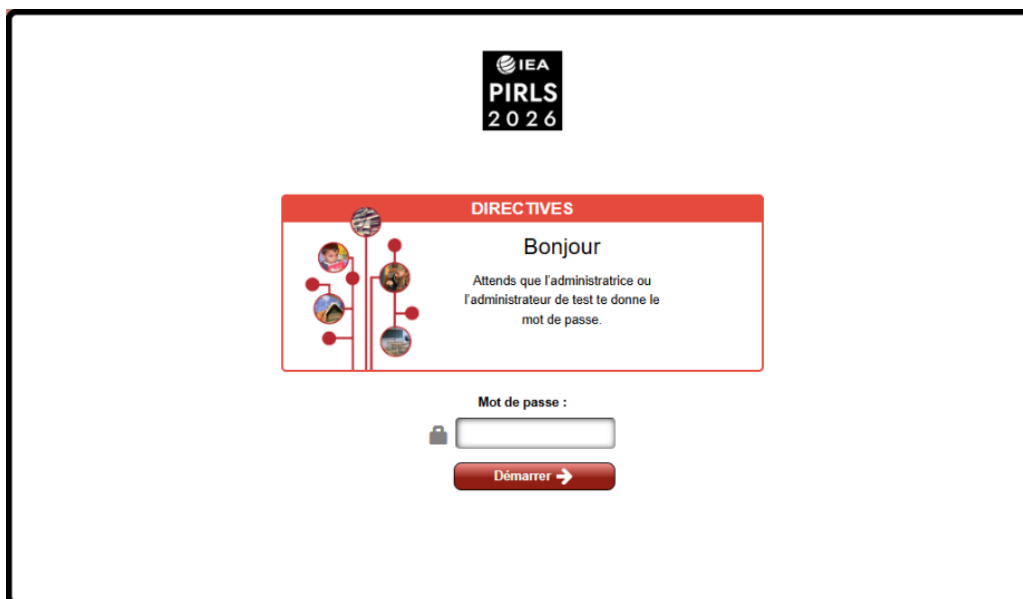 IEA
PIRLS
2026
DIRECTIVES
Bonjour
Attends que l'administratrice ou
l'administrateur de test te donne le
mot de passe.
Mot de passe :
Démarrer